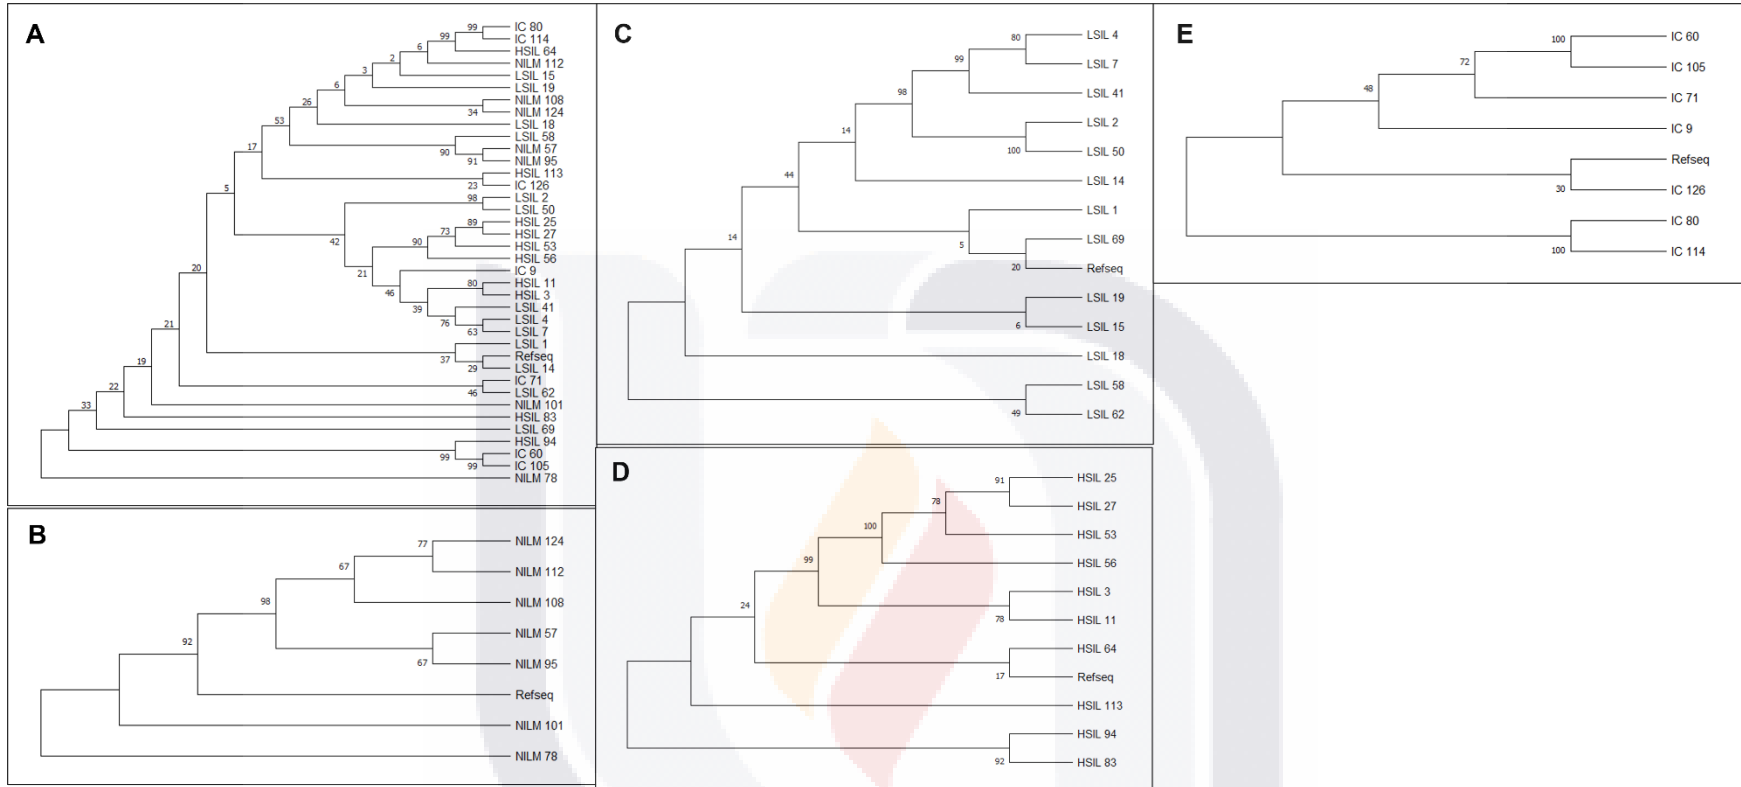 A
99
IC 80
IC 114
99
HSIL 64
6
NILM 112
2
LSIL 15
3
LSIL 19
6
NILM 108
26
NILM 124
34
LSIL 18
53
LSIL 58
NILM 57
90
NILM 95
91
17
HSIL 113
IC 126
23
5
LSIL 2
98
LSIL 50
HSIL 25
89
HSIL 27
73
HSIL 53
90
HSIL 56
42
IC 9
21
HSIL 11
80
HSIL 3
46
LSIL 41
39
LSIL 4
76
LSIL 7
63
20
LSIL 1
Refseq
37
LSIL 14
29
21
IC 71
LSIL 62
46
19
NILM 101
22
HSIL 83
33
LSIL 69
HSIL 94
IC 60
99
IC 105
99
NILM 78
B
77
NILM 124
67
NILM 112
98
NILM 108
92
NILM 57
67
NILM 95
Refseq
NILM 101
NILM 78
C
80
LSIL 4
99
LSIL 7
98
LSIL 41
14
LSIL 2
100
LSIL 50
44
LSIL 14
14
LSIL 1
5
LSIL 69
20
Refseq
LSIL 19
6
LSIL 15
LSIL 18
LSIL 58
49
LSIL 62
D
91
HSIL 25
78
HSIL 27
100
HSIL 53
99
HSIL 56
24
HSIL 3
78
HSIL 11
HSIL 64
17
Refseq
HSIL 113
HSIL 94
92
HSIL 83
E
100
IC 60
72
IC 105
48
IC 71
IC 9
Refseq
30
IC 126
IC 80
100
IC 114